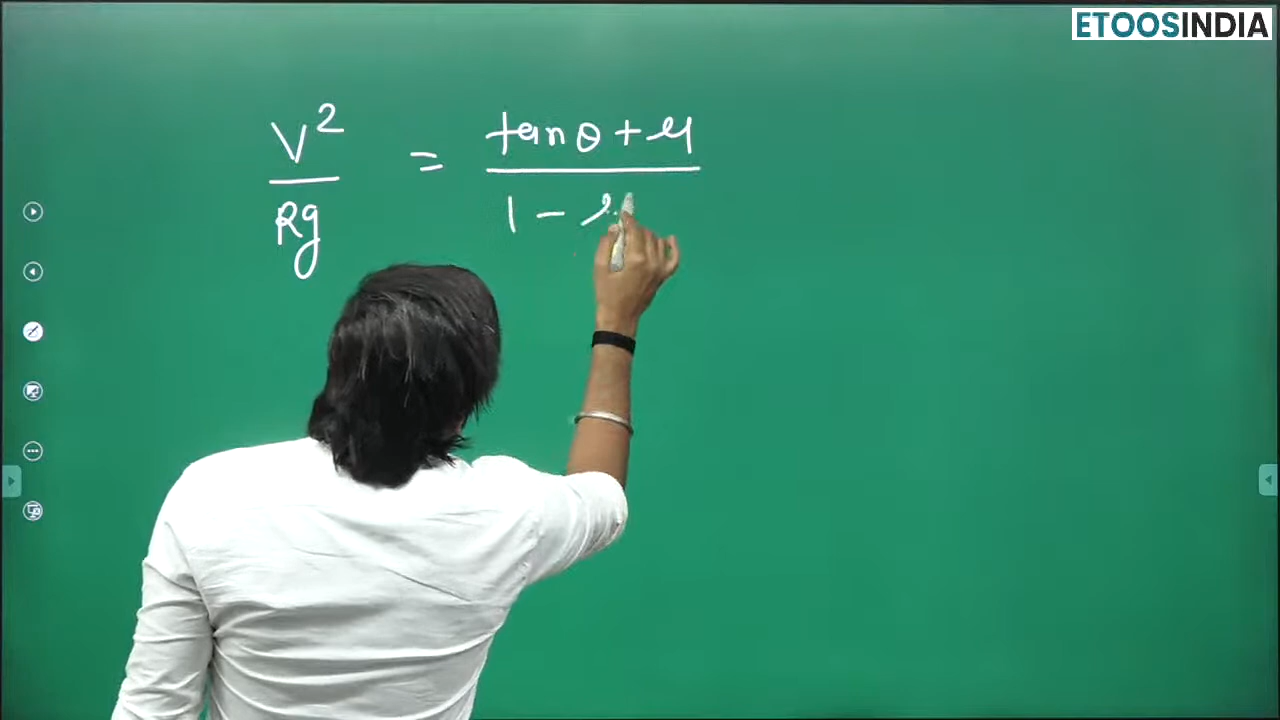 ETOOSINDIA
V²/Rg = tanθ + μ / 1 -